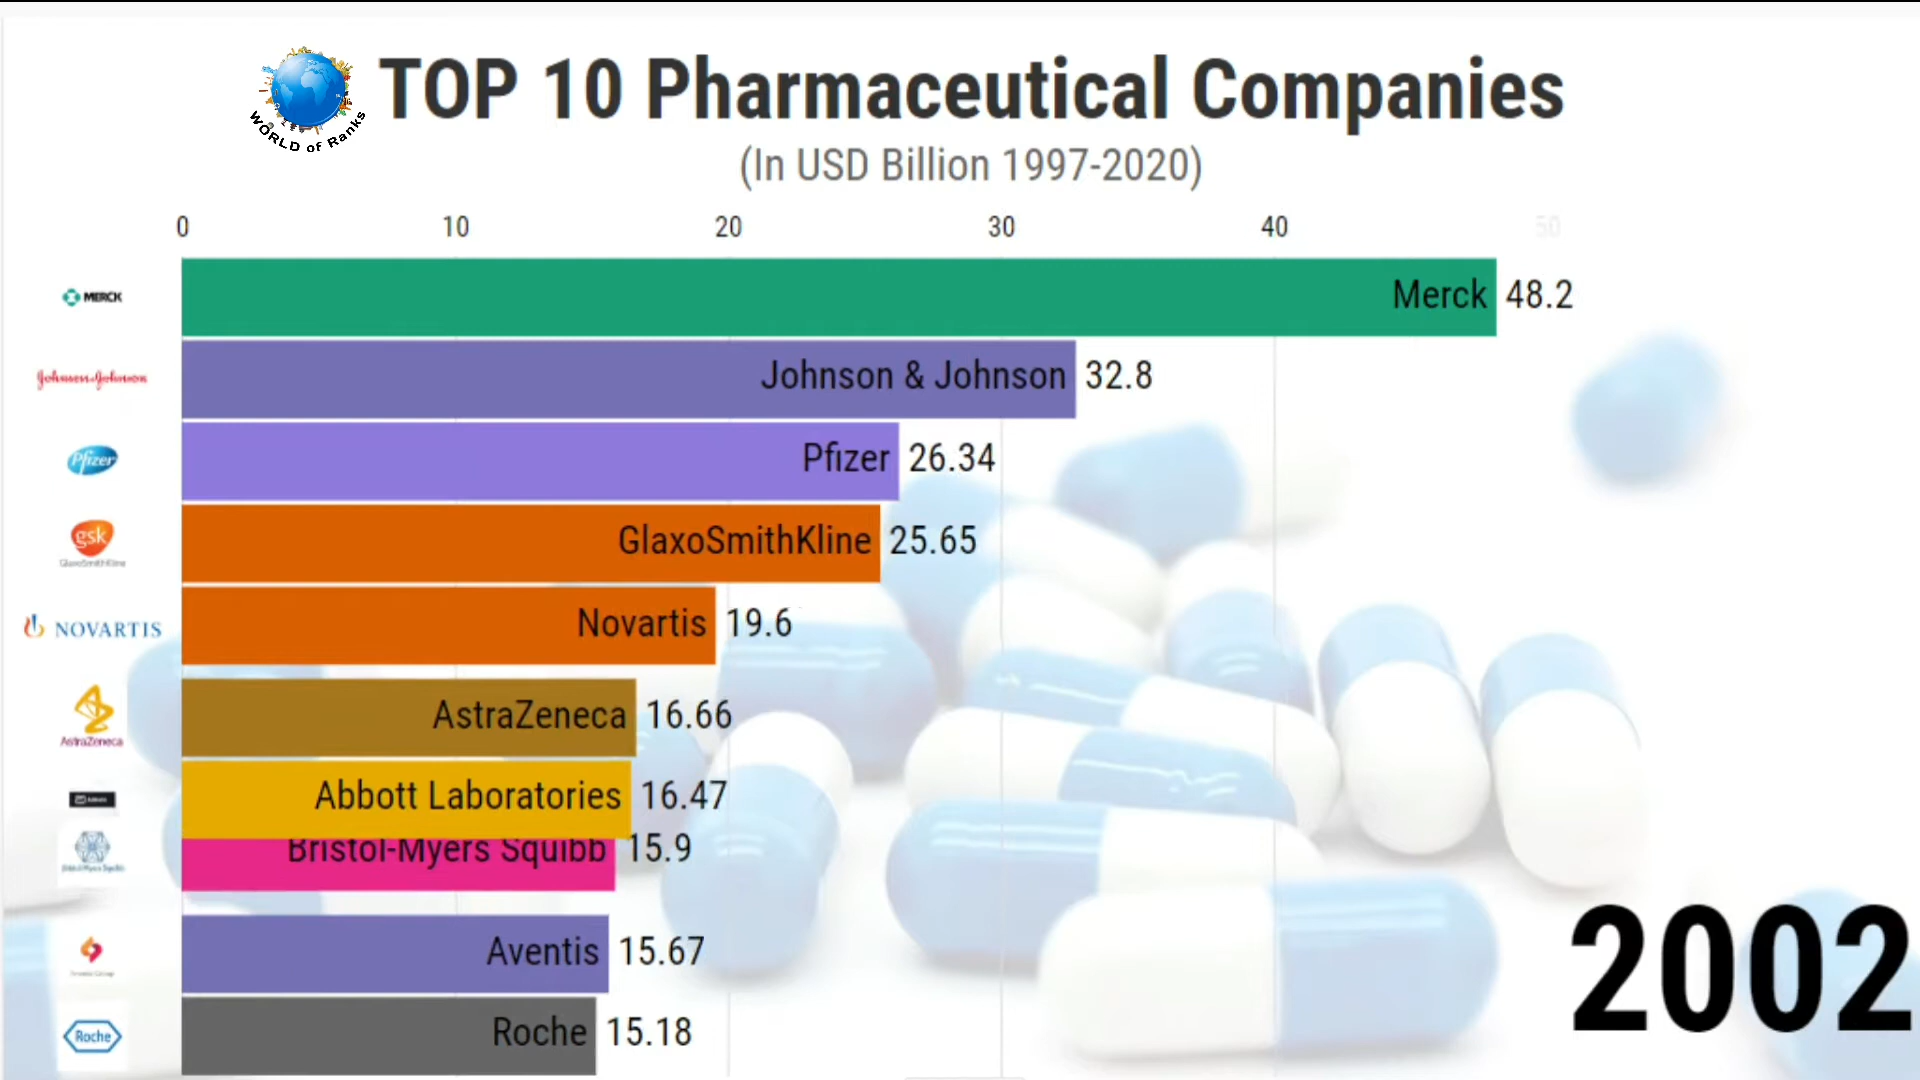 WORLD of Ranks
TOP 10 Pharmaceutical Companies
(In USD Billion 1997-2020)
0 10 20 30 40 50
MERCK Merck 48.2
Johnson & Johnson Johnson & Johnson 32.8
Pfizer Pfizer 26.34
gsk GlaxoSmithKline 25.65
GlaxoSmithKline
NOVARTIS Novartis 19.6
AstraZeneca 16.66
AstraZeneca
Abbott Laboratories 16.47
Bristol-Myers Squibb 15.9
Aventis 15.67
Roche Roche 15.18
2002